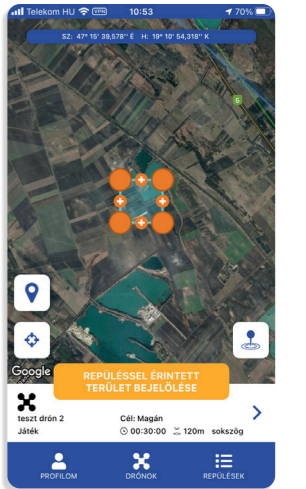 Telekom HU VPN 10:53 70%
SZ: 47° 15' 39,578'' É H: 19° 10' 54,318'' K
5
Google
REPÜLÉSSEL ÉRINTETT
TERÜLET BEJELÖLÉSE
teszt drón 2 Cél: Magán
Játék 00:30:00 120m sokszög
PROFILOM DRÓNOK REPÜLÉSEK